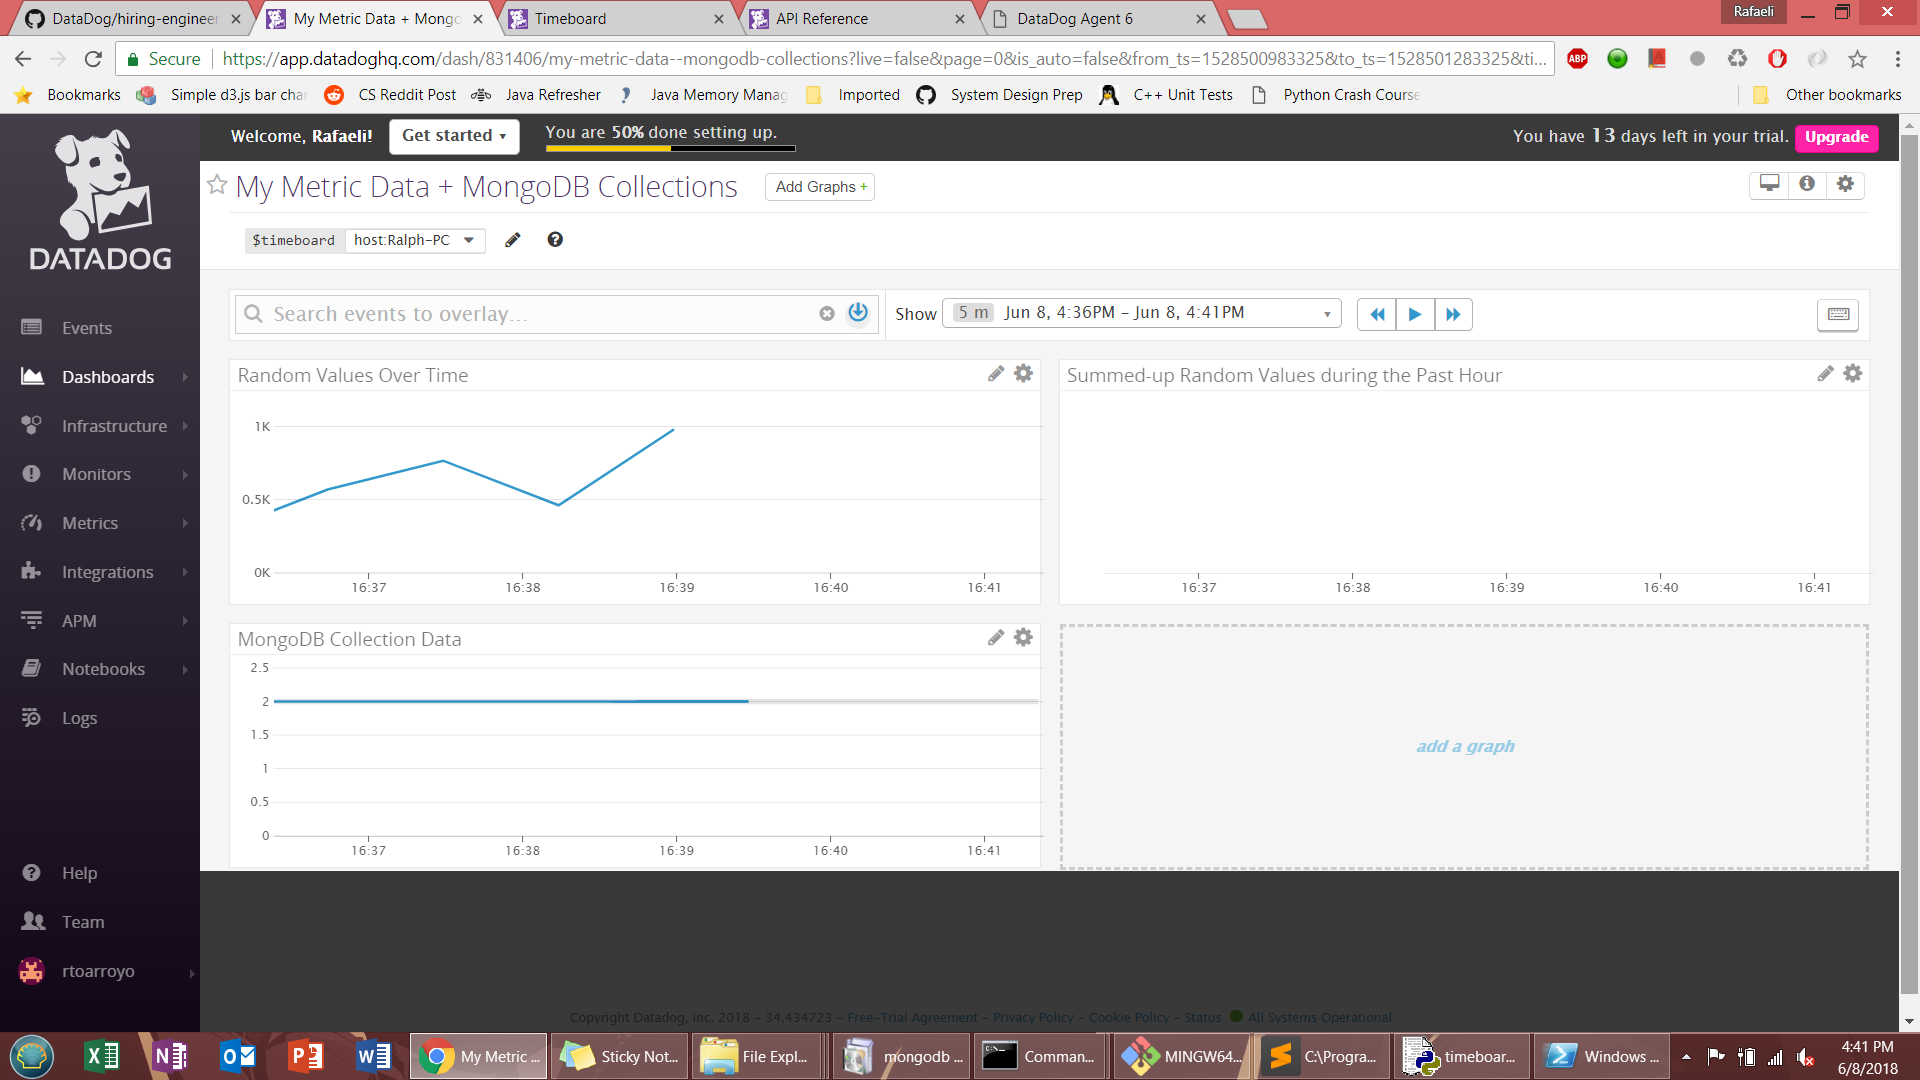 DataDog/hiring-engineer
My Metric Data + Mongo
Timeboard
API Reference
DataDog Agent 6
Rafaeli
Secure
https://app.datadoghq.com/dash/831406/my-metric-data--mongodb-collections?live=false&page=0&is_auto=false&from_ts=1528500983325&to_ts=1528501283325&ti...
ABP
Bookmarks
Simple d3.js bar char
CS Reddit Post
Java Refresher
Java Memory Manag
Imported
System Design Prep
C++ Unit Tests
Python Crash Course
Other bookmarks
DATADOG
Welcome, Rafaeli!
Get started
You are 50% done setting up.
You have 13 days left in your trial.
Upgrade
My Metric Data + MongoDB Collections
Add Graphs +
$timeboard
host:Ralph-PC
Events
Dashboards
Infrastructure
Monitors
Metrics
Integrations
APM
Notebooks
Logs
Help
Team
rtoarroyo
Search events to overlay...
Show
5 m
Jun 8, 4:36PM - Jun 8, 4:41PM
Random Values Over Time
1K
0.5K
0K
16:37
16:38
16:39
16:40
16:41
Summed-up Random Values during the Past Hour
16:37
16:38
16:39
16:40
16:41
MongoDB Collection Data
2.5
2
1.5
1
0.5
0
16:37
16:38
16:39
16:40
16:41
add a graph
Copyright Datadog, Inc. 2018 - 34.434723 - Free-Trial Agreement - Privacy Policy - Cookie Policy - Status
All Systems Operational
My Metric ...
Sticky Not...
File Expl...
mongodb ...
Comman...
MINGW64...
C:\Progra...
timeboar...
Windows ...
4:41 PM
6/8/2018